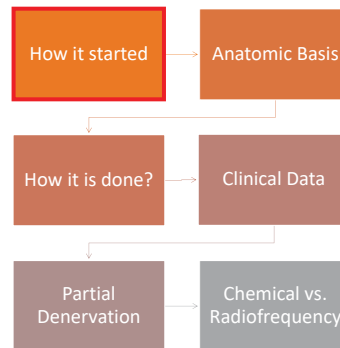 How it started
Anatomic Basis
How it is done?
Clinical Data
Partial
Denervation
Chemical vs.
Radiofrequency